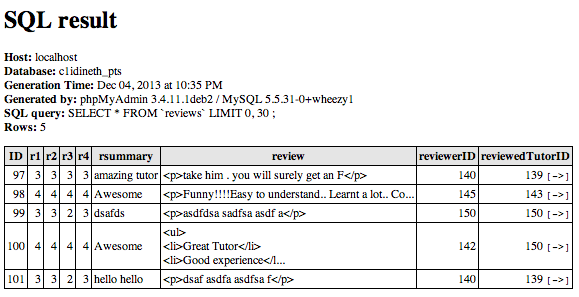 SQL result
Host: localhost
Database: c1idineth_pts
Generation Time: Dec 04, 2013 at 10:35 PM
Generated by: phpMyAdmin 3.4.11.1deb2 / MySQL 5.5.31-0+wheezy1
SQL query: SELECT * FROM `reviews` LIMIT 0, 30 ;
Rows: 5
ID r1 r2 r3 r4 rsummary review reviewerID reviewedTutorID
97 3 3 3 3 amazing tutor <p>take him . you will surely get an F</p> 140 139 [->]
98 4 4 4 4 Awesome <p>Funny!!!!Easy to understand.. Learnt a lot.. Co... 145 143 [->]
99 3 3 2 3 dsafds <p>asdfdsa sadfsa asdf a</p> 150 150 [->]
<ul>
100 4 4 4 4 Awesome <li>Great Tutor</li> 142 150 [->]
<li>Good experience</l...
101 3 3 2 3 hello hello <p>dsaf asdfa asdfsa f</p> 140 139 [->]